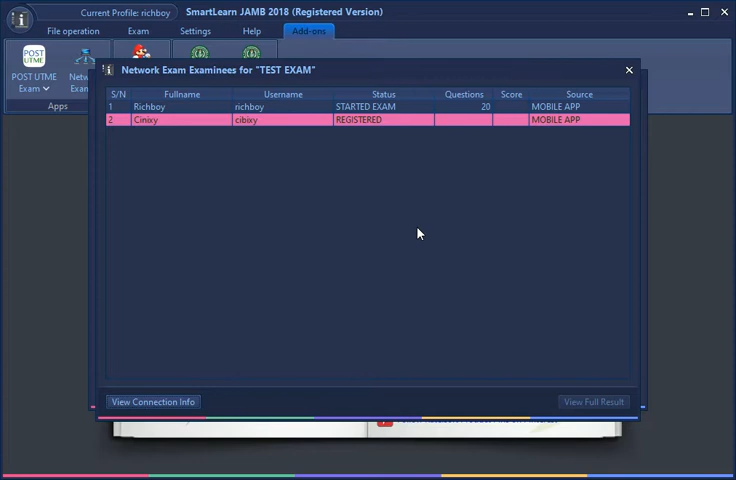 Current Profile: richboy SmartLearn JAMB 2018 (Registered Version)
File operation Exam Settings Help Add-ons
POST UTME
POST UTME
Exam
Apps
Network Exam Examinees for "TEST EXAM"
S/N Fullname Username Status Questions Score Source
1 Richboy richboy STARTED EXAM 20 MOBILE APP
2 Cinixy cibixy REGISTERED MOBILE APP
View Connection Info View Full Result